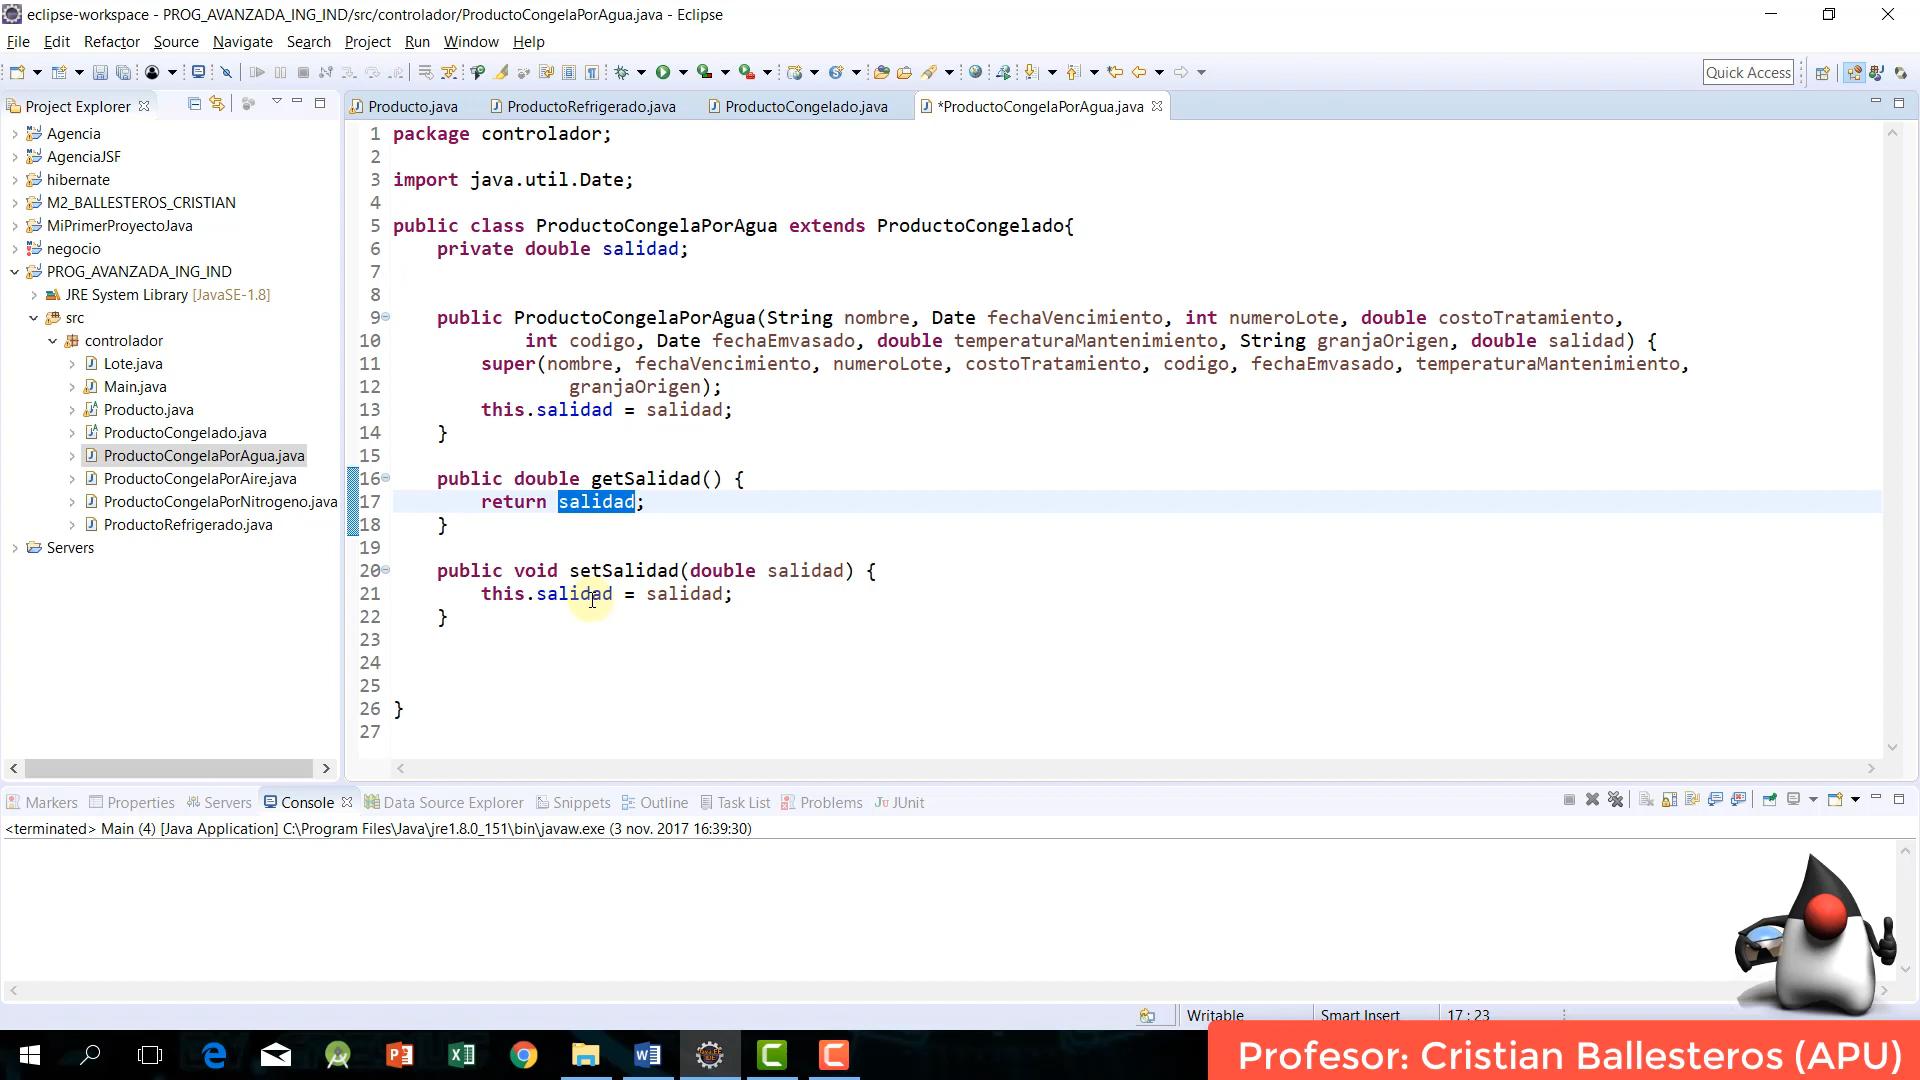 eclipse-workspace - PROG_AVANZADA_ING_IND/src/controlador/ProductoCongelaPorAgua.java - Eclipse
File Edit Refactor Source Navigate Search Project Run Window Help
Quick Access
Project Explorer
Agencia
AgenciaJSF
hibernate
M2_BALLESTEROS_CRISTIAN
MiPrimerProyectoJava
negocio
PROG_AVANZADA_ING_IND
JRE System Library [JavaSE-1.8]
src
controlador
Lote.java
Main.java
Producto.java
ProductoCongelado.java
ProductoCongelaPorAgua.java
ProductoCongelaPorAire.java
ProductoCongelaPorNitrogeno.java
ProductoRefrigerado.java
Servers
Producto.java ProductoRefrigerado.java ProductoCongelado.java *ProductoCongelaPorAgua.java
1 package controlador;
2
3 import java.util.Date;
4
5 public class ProductoCongelaPorAgua extends ProductoCongelado{
6 private double salidad;
7
8
9 public ProductoCongelaPorAgua(String nombre, Date fechaVencimiento, int numeroLote, double costoTratamiento,
10 int codigo, Date fechaEmvasado, double temperaturaMantenimiento, String granjaOrigen, double salidad) {
11 super(nombre, fechaVencimiento, numeroLote, costoTratamiento, codigo, fechaEmvasado, temperaturaMantenimiento,
12 granjaOrigen);
13 this.salidad = salidad;
14 }
15
16 public double getSalidad() {
17 return salidad;
18 }
19
20 public void setSalidad(double salidad) {
21 this.salidad = salidad;
22 }
23
24
25
26 }
27
Markers Properties Servers Console Data Source Explorer Snippets Outline Task List Problems JUnit
<terminated> Main (4) [Java Application] C:\Program Files\Java\jre1.8.0_151\bin\javaw.exe (3 nov. 2017 16:39:30)
Writable Smart Insert 17 : 23
Profesor: Cristian Ballesteros (APU)